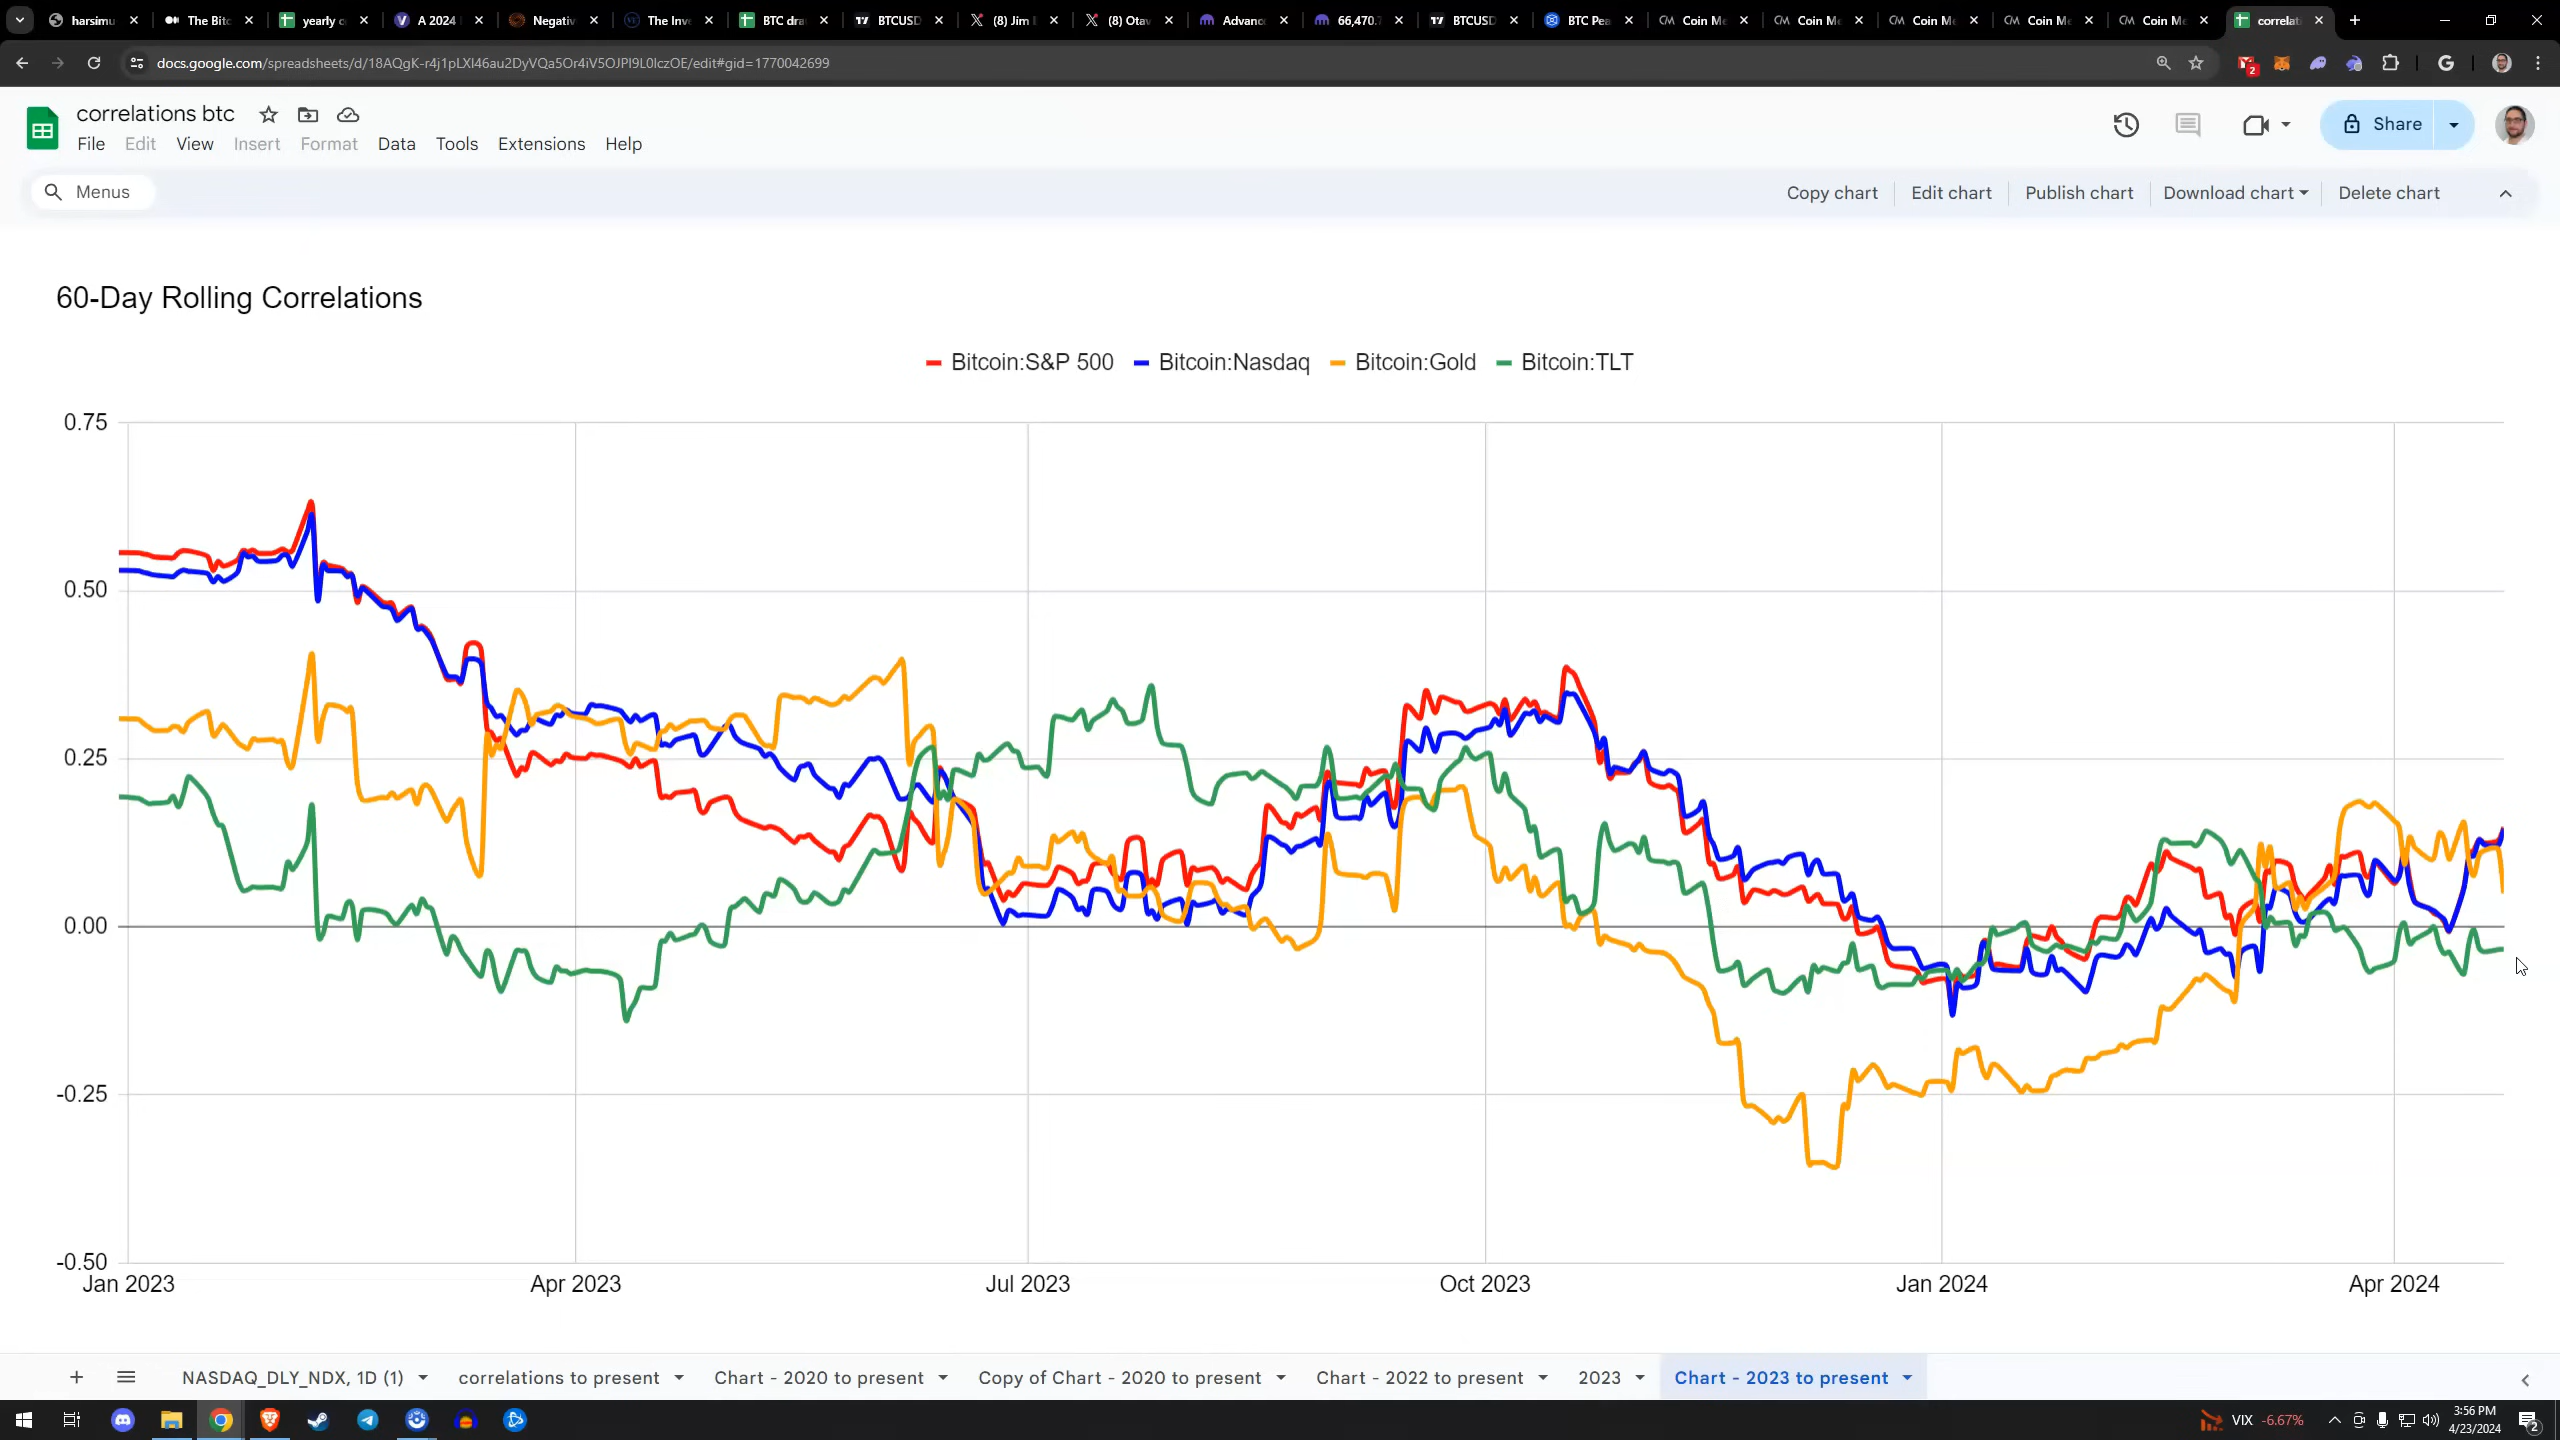 harsimu The Bitc yearly c A 2024 Negativ The Inve BTC dra BTCUSD (8) Jim (8) Otav Advanc 66,470. BTCUSD BTC Pea Coin Me Coin Me Coin Me Coin Me Coin Me correlat
docs.google.com/spreadsheets/d/18AQgK-r4j1pLXI46au2DyVQa5Or4iV5OJPI9L0IczOE/edit#gid=1770042699
2
correlations btc
File Edit View Insert Format Data Tools Extensions Help
Share
Menus
Copy chart Edit chart Publish chart Download chart Delete chart
60-Day Rolling Correlations
Bitcoin:S&P 500 Bitcoin:Nasdaq Bitcoin:Gold Bitcoin:TLT
0.75
0.50
0.25
0.00
-0.25
-0.50
Jan 2023 Apr 2023 Jul 2023 Oct 2023 Jan 2024 Apr 2024
NASDAQ_DLY_NDX, 1D (1) correlations to present Chart - 2020 to present Copy of Chart - 2020 to present Chart - 2022 to present 2023 Chart - 2023 to present
VIX -6.67%
3:56 PM
4/23/2024
2